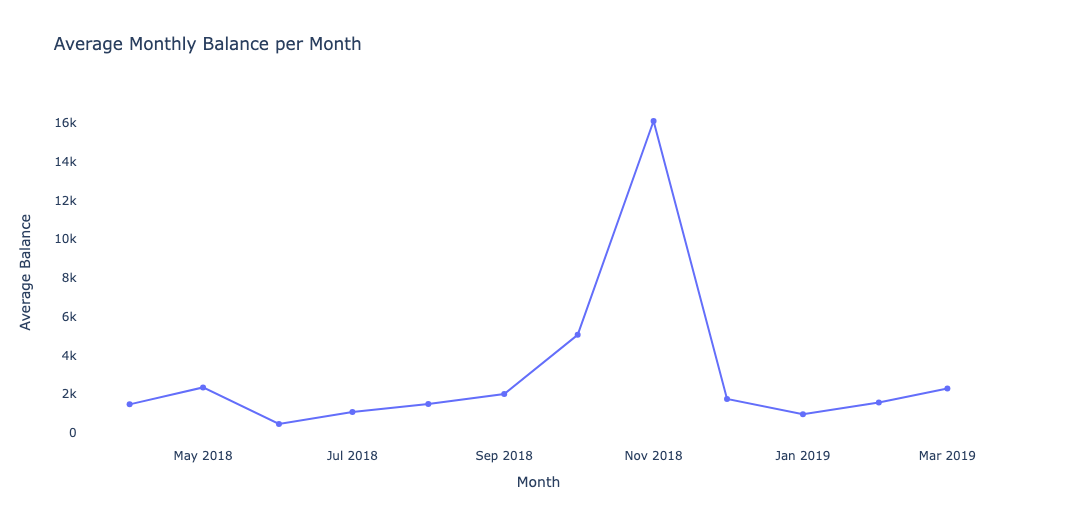 Average Monthly Balance per Month
16k
14k
12k
10k
8k
6k
4k
2k
0
Average Balance
May 2018 Jul 2018 Sep 2018 Nov 2018 Jan 2019 Mar 2019
Month